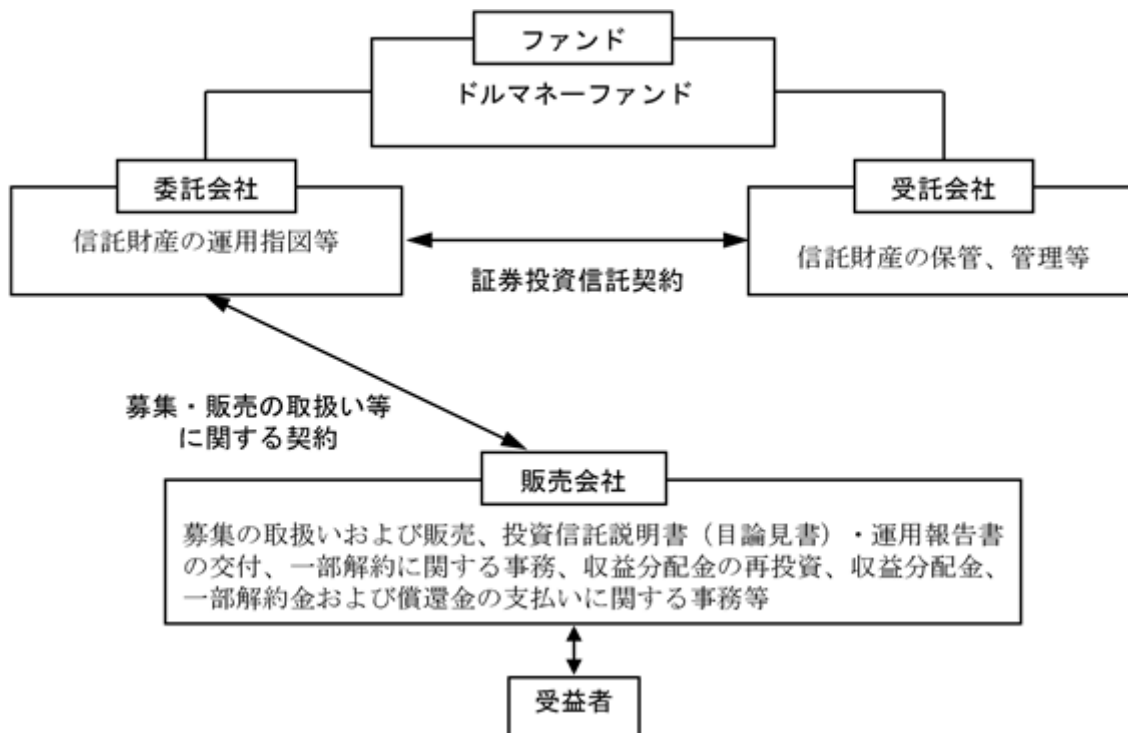 ファンド
ドルマネーファンド
委託会社
受託会社
信託財産の運用指図等
信託財産の保管、管理等
証券投資信託契約
募集・販売の取扱い等
に関する契約
販売会社
募集の取扱いおよび販売、投資信託説明書（目論見書）・運用報告書
の交付、一部解約に関する事務、収益分配金の再投資、収益分配金、
一部解約金および償還金の支払いに関する事務等
受益者